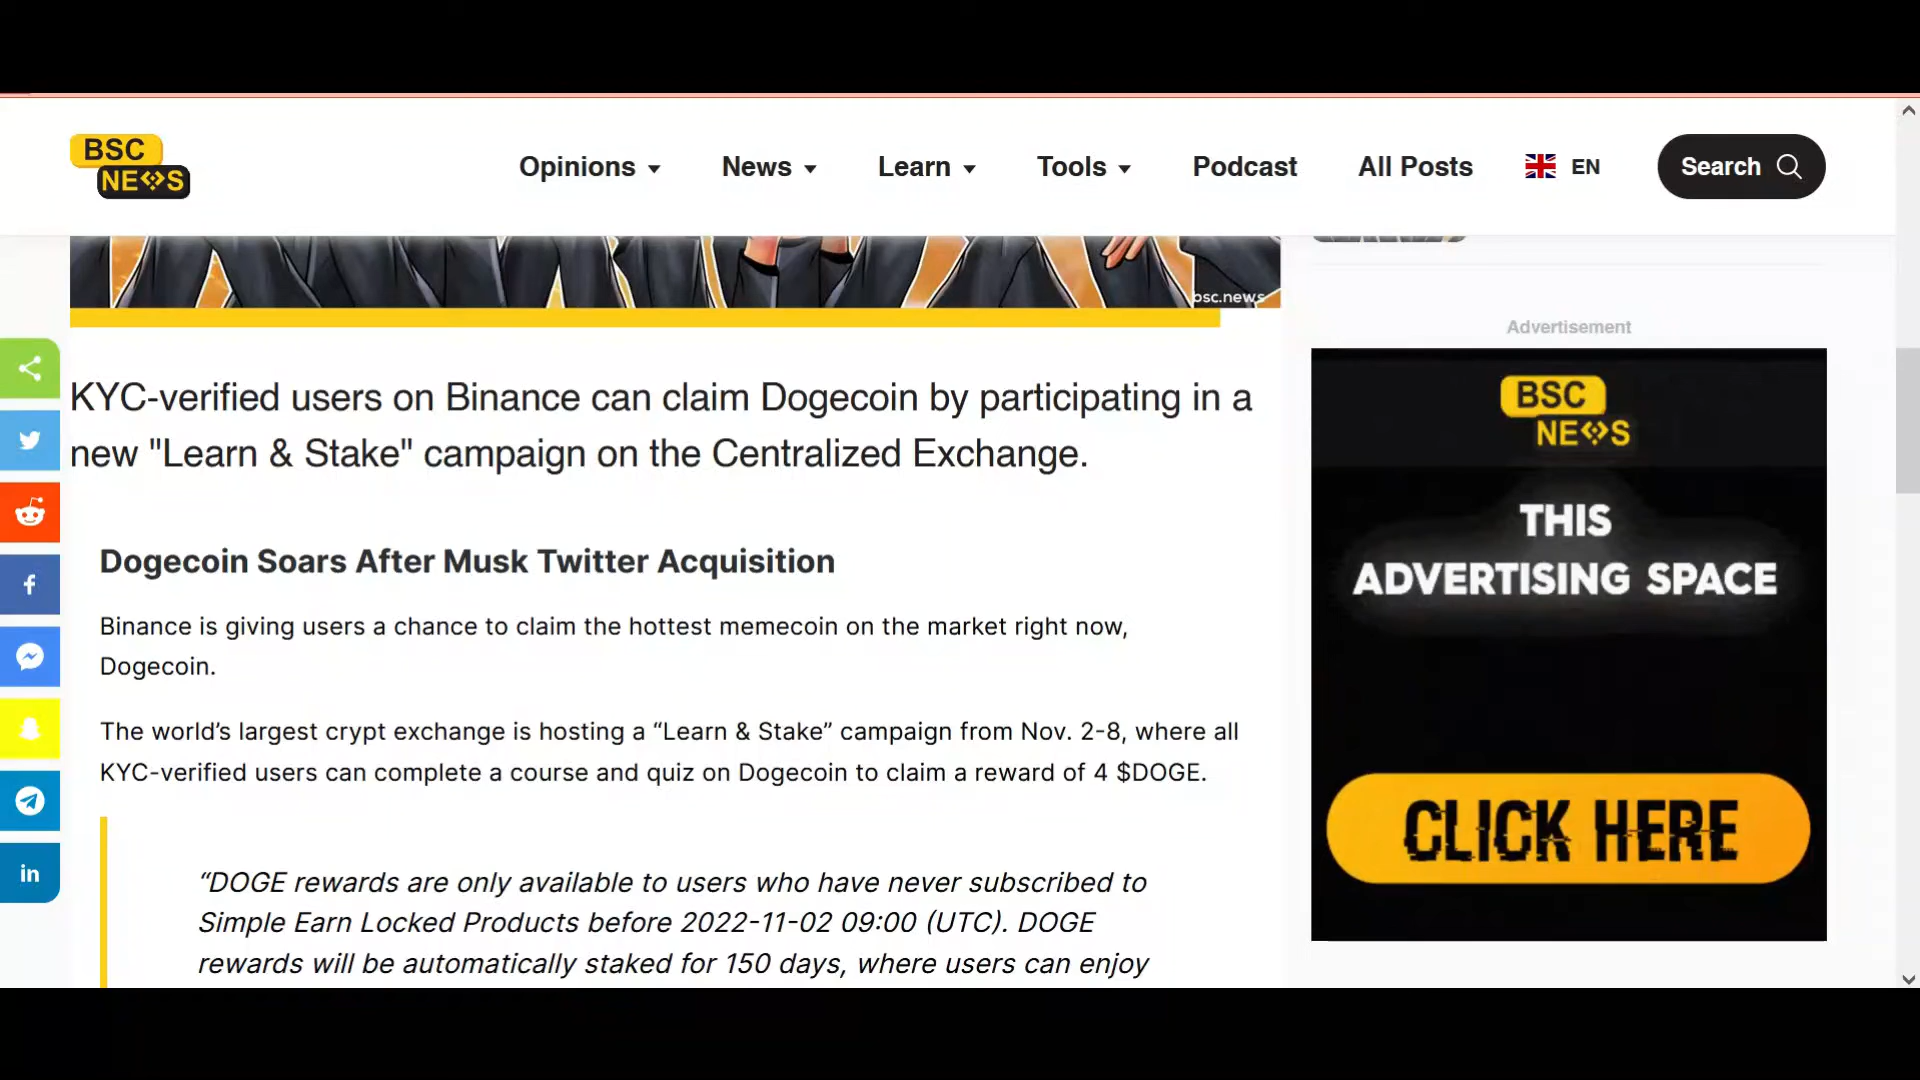 BSC
NEWS
Opinions
News
Learn
Tools
Podcast
All Posts
EN
Search
bsc.news
KYC-verified users on Binance can claim Dogecoin by participating in a
new "Learn & Stake" campaign on the Centralized Exchange.
Dogecoin Soars After Musk Twitter Acquisition
Binance is giving users a chance to claim the hottest memecoin on the market right now,
Dogecoin.
The world’s largest crypt exchange is hosting a “Learn & Stake” campaign from Nov. 2-8, where all
KYC-verified users can complete a course and quiz on Dogecoin to claim a reward of 4 $DOGE.
“DOGE rewards are only available to users who have never subscribed to
Simple Earn Locked Products before 2022-11-02 09:00 (UTC). DOGE
rewards will be automatically staked for 150 days, where users can enjoy
f
in
Advertisement
BSC
NEWS
THIS
ADVERTISING SPACE
CLICK HERE